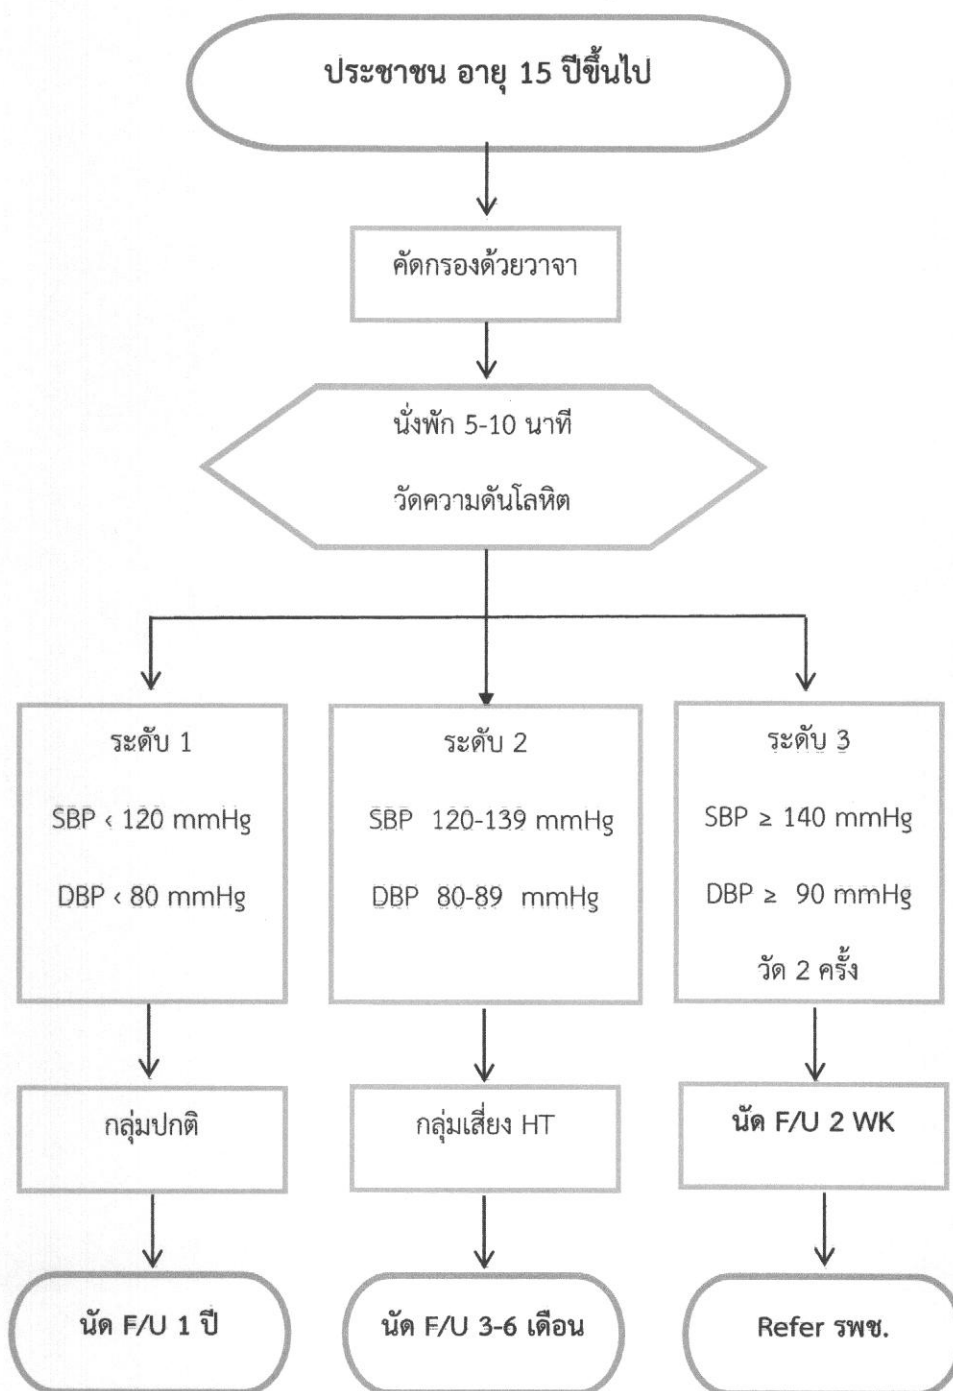 ประชาชน อายุ 15 ปีขึ้นไป
คัดกรองด้วยวาจา
นั่งพัก 5-10 นาที
วัดความดันโลหิต
ระดับ 1
SBP < 120 mmHg
DBP < 80 mmHg
ระดับ 2
SBP 120-139 mmHg
DBP 80-89 mmHg
ระดับ 3
SBP ≥ 140 mmHg
DBP ≥ 90 mmHg
วัด 2 ครั้ง
กลุ่มปกติ
กลุ่มเสี่ยง HT
นัด F/U 2 WK
นัด F/U 1 ปี
นัด F/U 3-6 เดือน
Refer รพช.